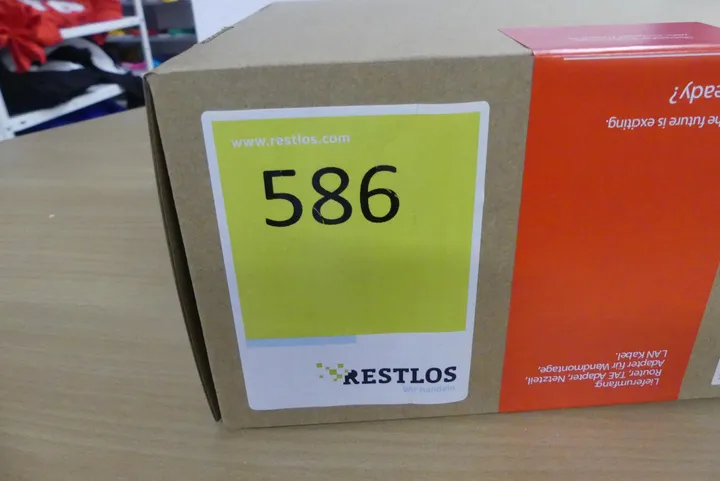 www.restlos.com
586
RESTLOS
The future is exciting.
Ready?
Lieferumfang:
Router, TAE Adapter, Netzteil,
Adapter für Wandmontage,
LAN Kabel.